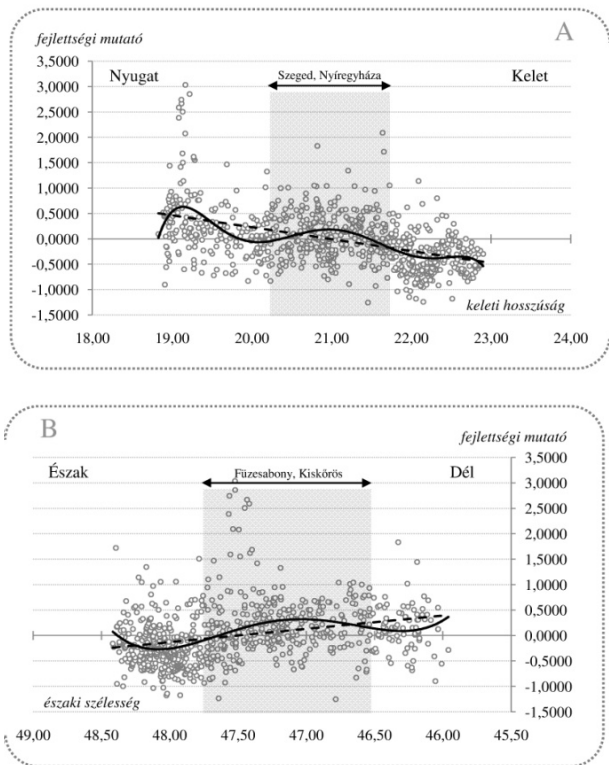 fejlettségi mutató
A
3,5000
Nyugat
Szeged, Nyíregyháza
Kelet
3,0000
2,5000
2,0000
1,5000
1,0000
0,5000
0,0000
-0,5000
-1,0000
keleti hosszúság
-1,5000
18,00 19,00 20,00 21,00 22,00 23,00 24,00
B
fejlettségi mutató
3,5000
Észak
Füzesabony, Kiskőrös
Dél
3,0000
2,5000
2,0000
1,5000
1,0000
0,5000
0,0000
-0,5000
-1,0000
északi szélesség
-1,5000
49,00 48,50 48,00 47,50 47,00 46,50 46,00 45,50